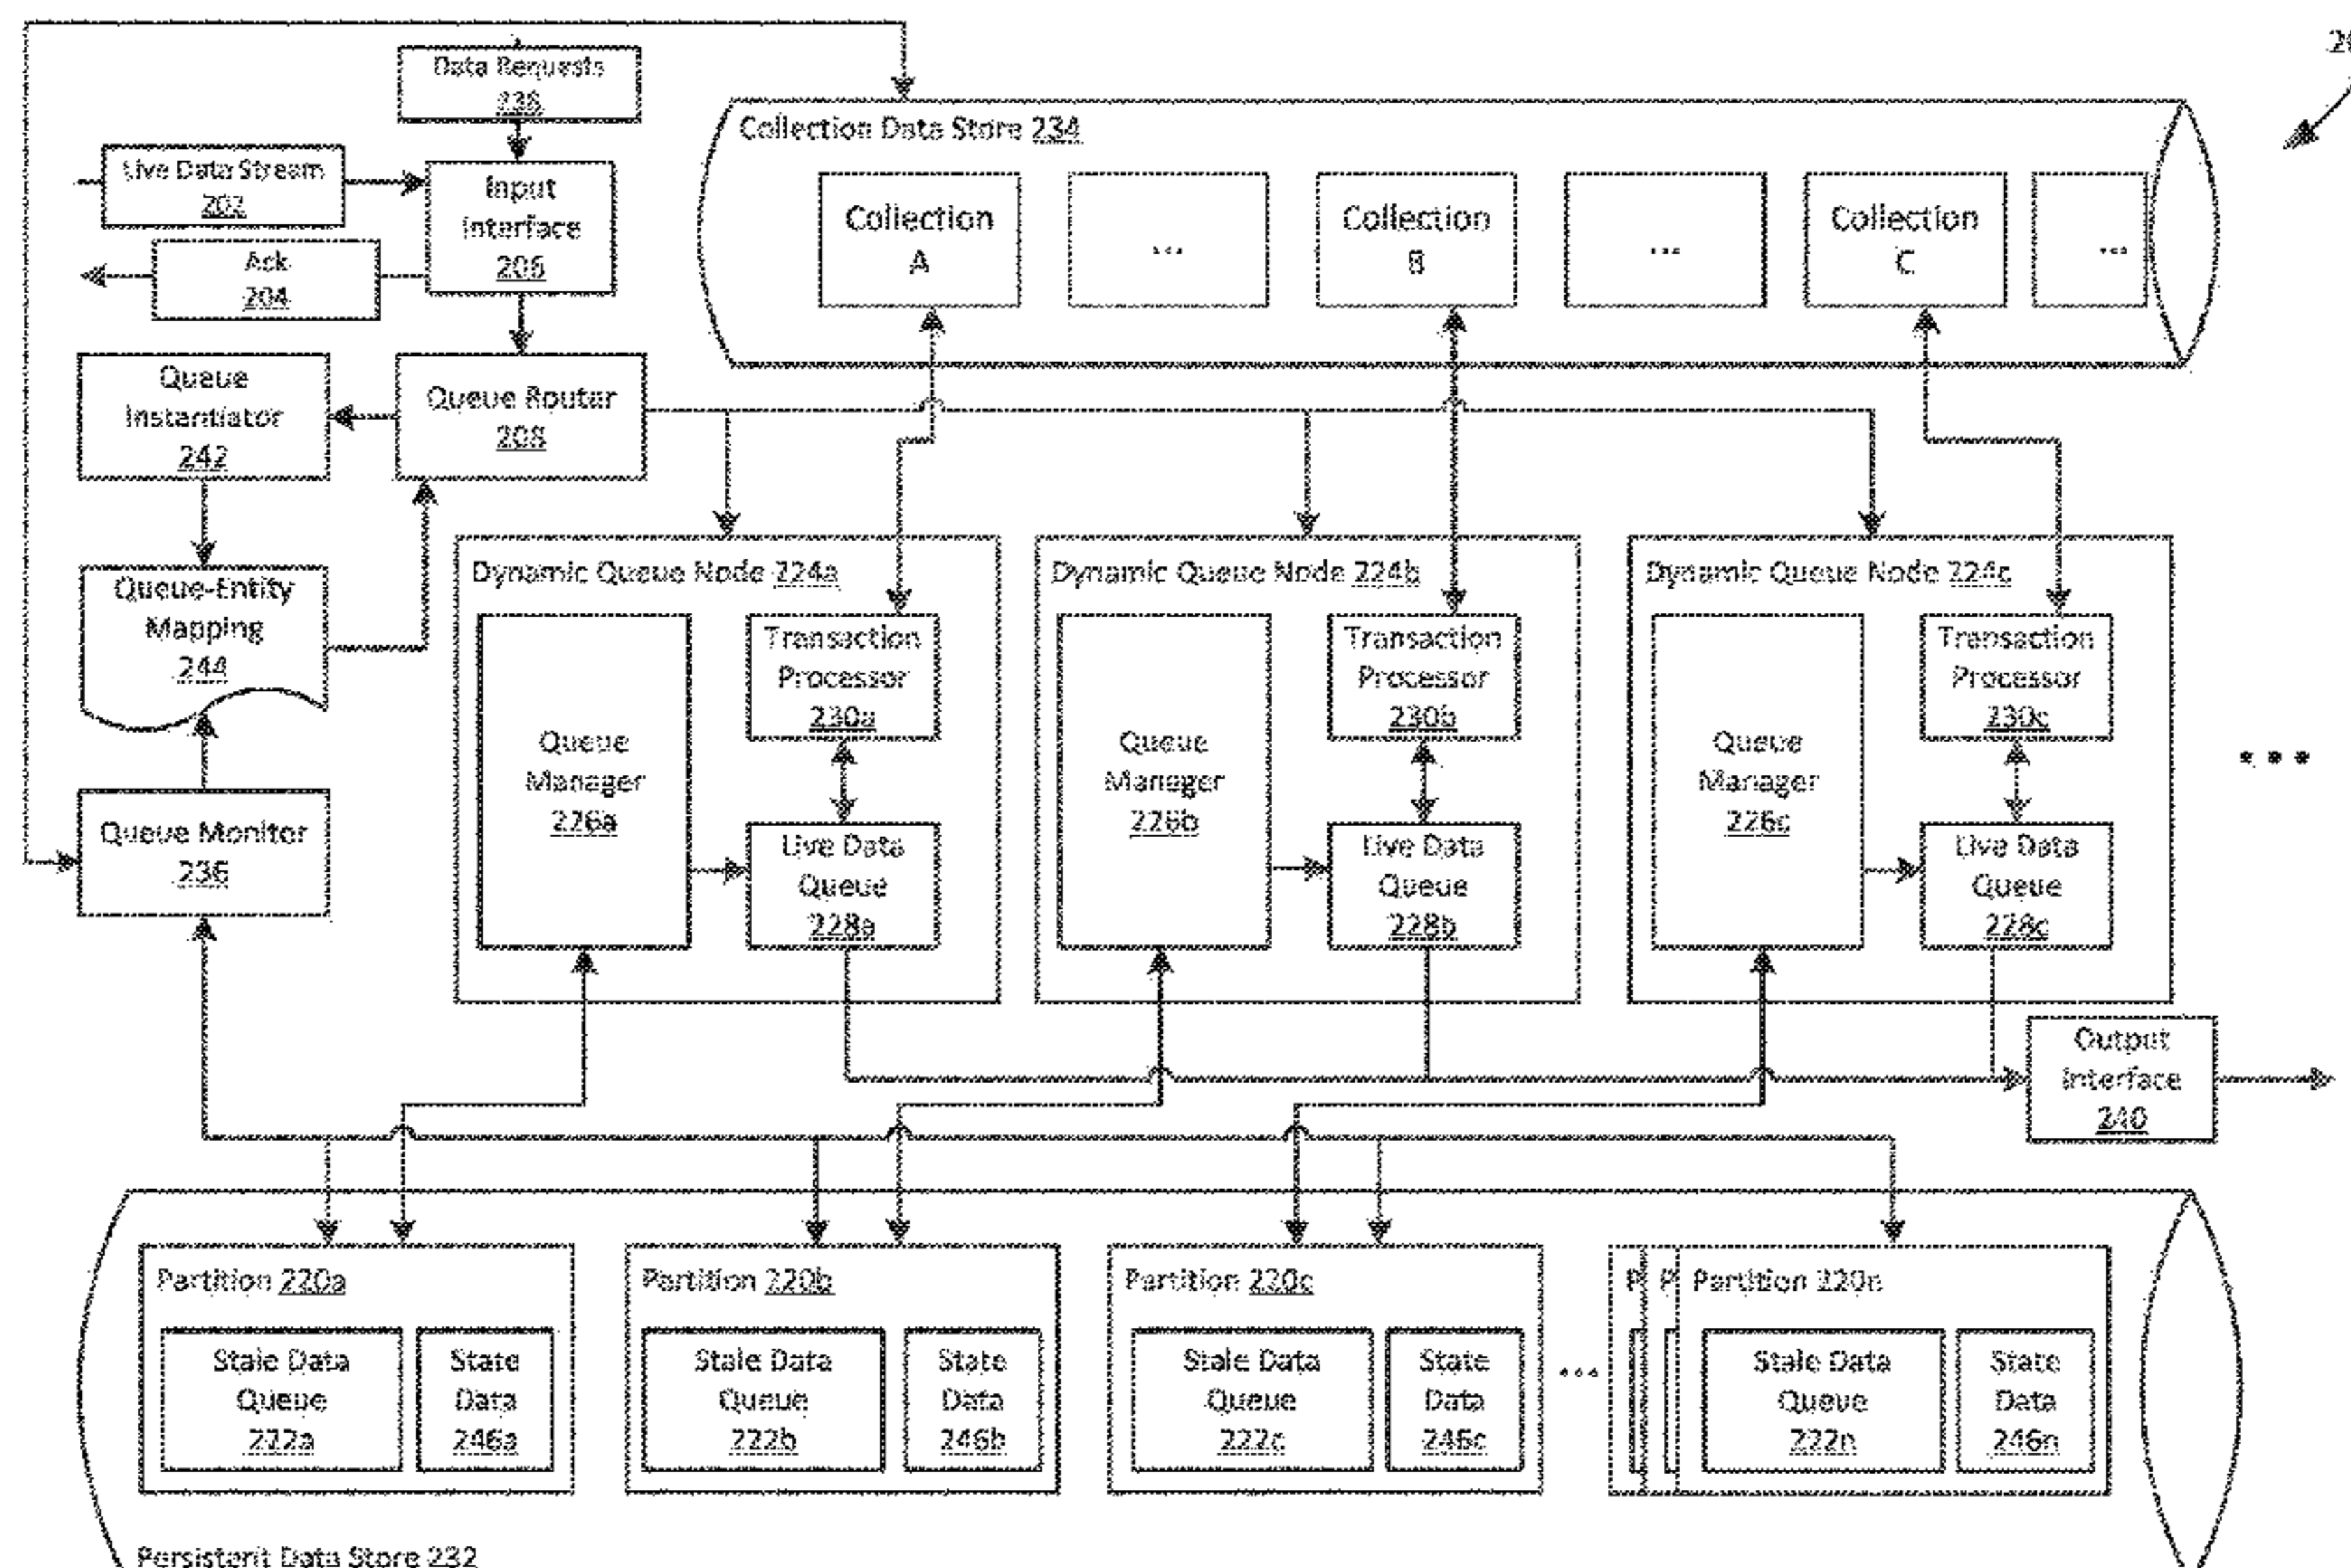 20
Data Requests
238
Collection Data Store 234
Live Data Stream
202
Input
Interface
206
Ack
204
Collection
A
...
Collection
B
...
Collection
C
...
Queue
Instantiator
242
Queue Router
208
Queue-Entity
Mapping
244
Queue Monitor
236
Dynamic Queue Node 224a
Queue
Manager
226a
Transaction
Processor
230a
Live Data
Queue
228a
Dynamic Queue Node 224b
Queue
Manager
226b
Transaction
Processor
230b
Live Data
Queue
228b
Dynamic Queue Node 224c
Queue
Manager
226c
Transaction
Processor
230c
Live Data
Queue
228c
...
Output
Interface
240
Partition 220a
Stale Data
Queue
222a
State
Data
246a
Partition 220b
Stale Data
Queue
222b
State
Data
246b
Partition 220c
Stale Data
Queue
222c
State
Data
246c
...
P
P
Partition 220n
Stale Data
Queue
222n
State
Data
246n
Persistent Data Store 232